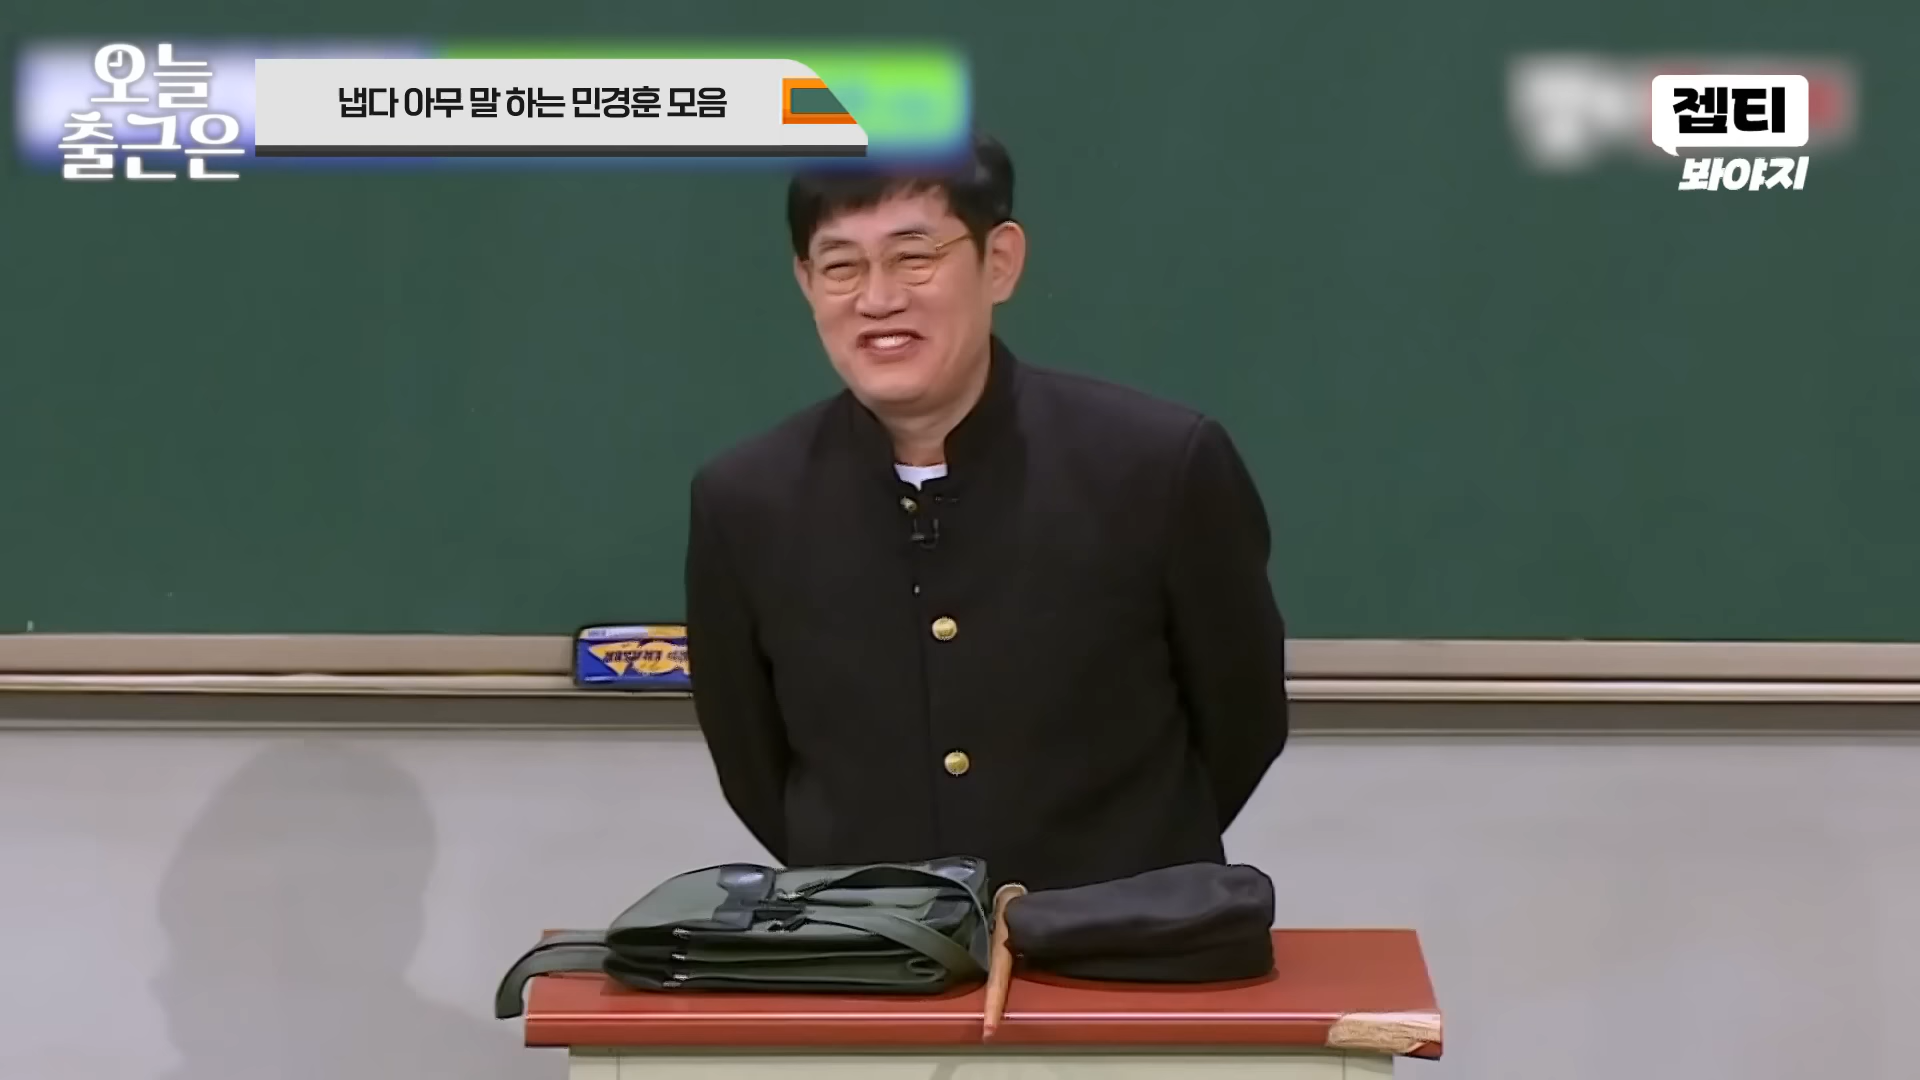 오늘
출근은
냅다 아무 말 하는 민경훈 모음
젭티
봐야지